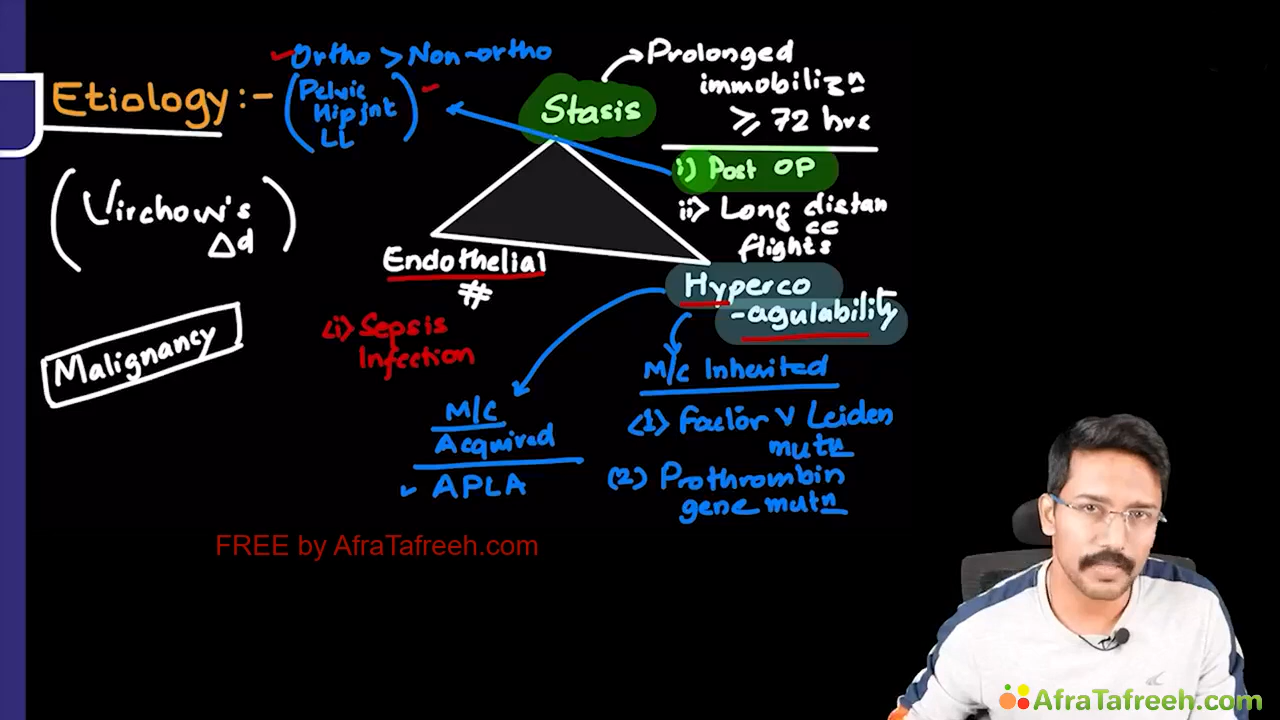 Ortho > Non-ortho
Etiology:-
(Pelvic
Hip jnt
LL)
Stasis
→ Prolonged
immobilizn
≥ 72 hrs
i) Post OP
ii) Long distan
ce
flights
(Virchow's
Δd)
Endothelial
#
Hyperco
-agulability
(i) Sepsis
Infection
Malignancy
M/C Inherited
(1) Factor V Leiden
mutn
(2) Prothrombin
gene mutn
M/C
Acquired
APLA
FREE by AfraTafreeh.com
AfraTafreeh.com